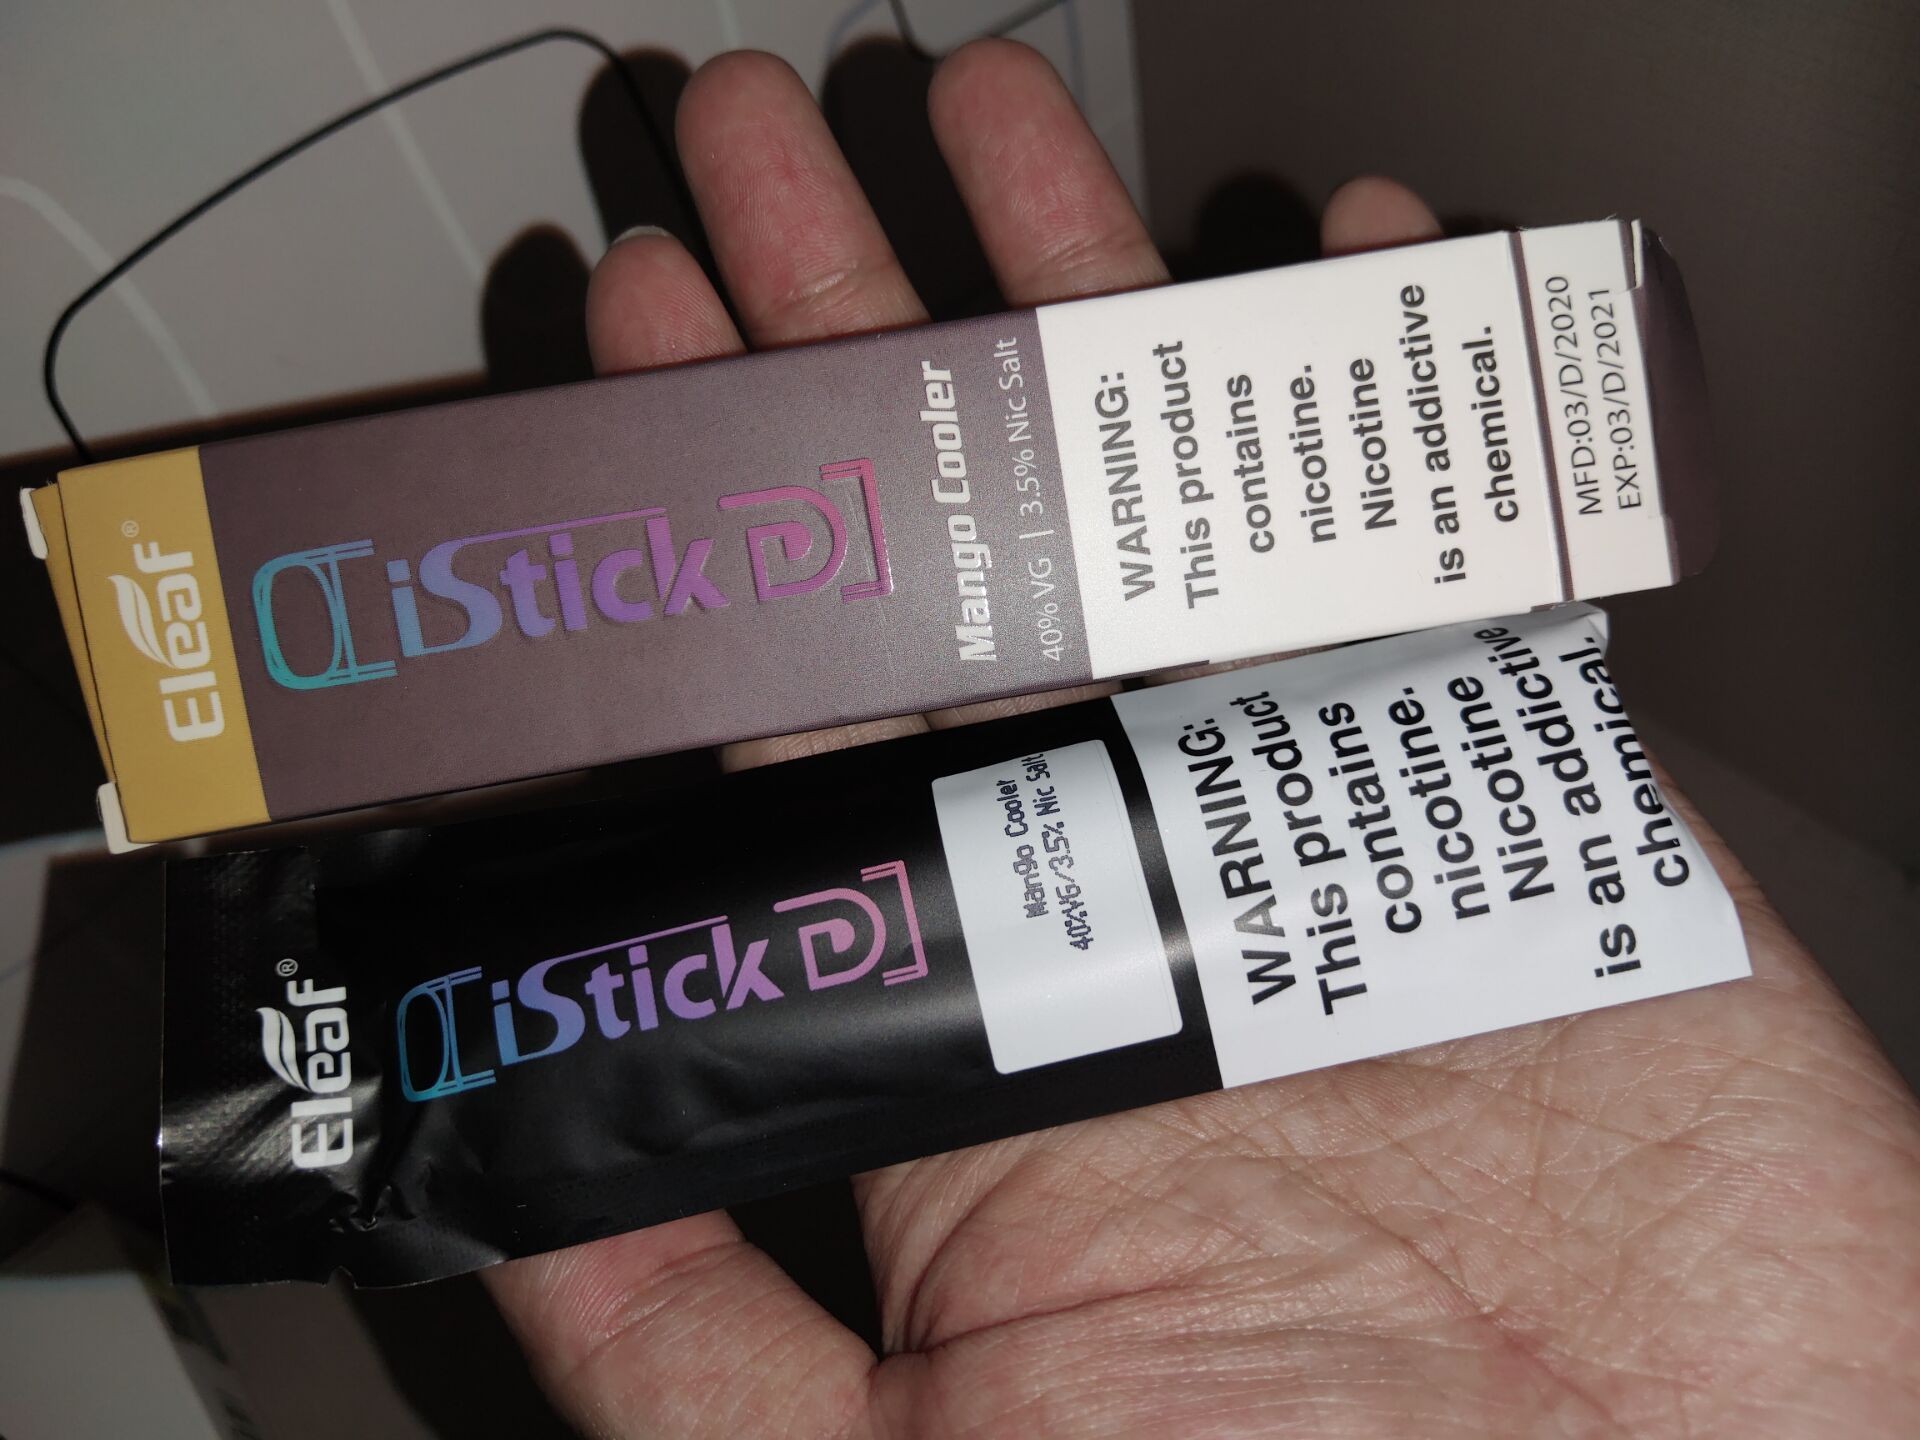 Eleaf®
iStick D
Mango Cooler
40% VG | 3.5% Nic Salt
WARNING:
This product
contains
nicotine.
Nicotine
is an addictive
chemical.
MFD:03/D/2020
EXP:03/D/2021
Eleaf®
iStick D
Mango Cooler
40%VG/3.5% Nic Salt
WARNING:
This product
contains
nicotine.
Nicotine
is an addictive
chemical.